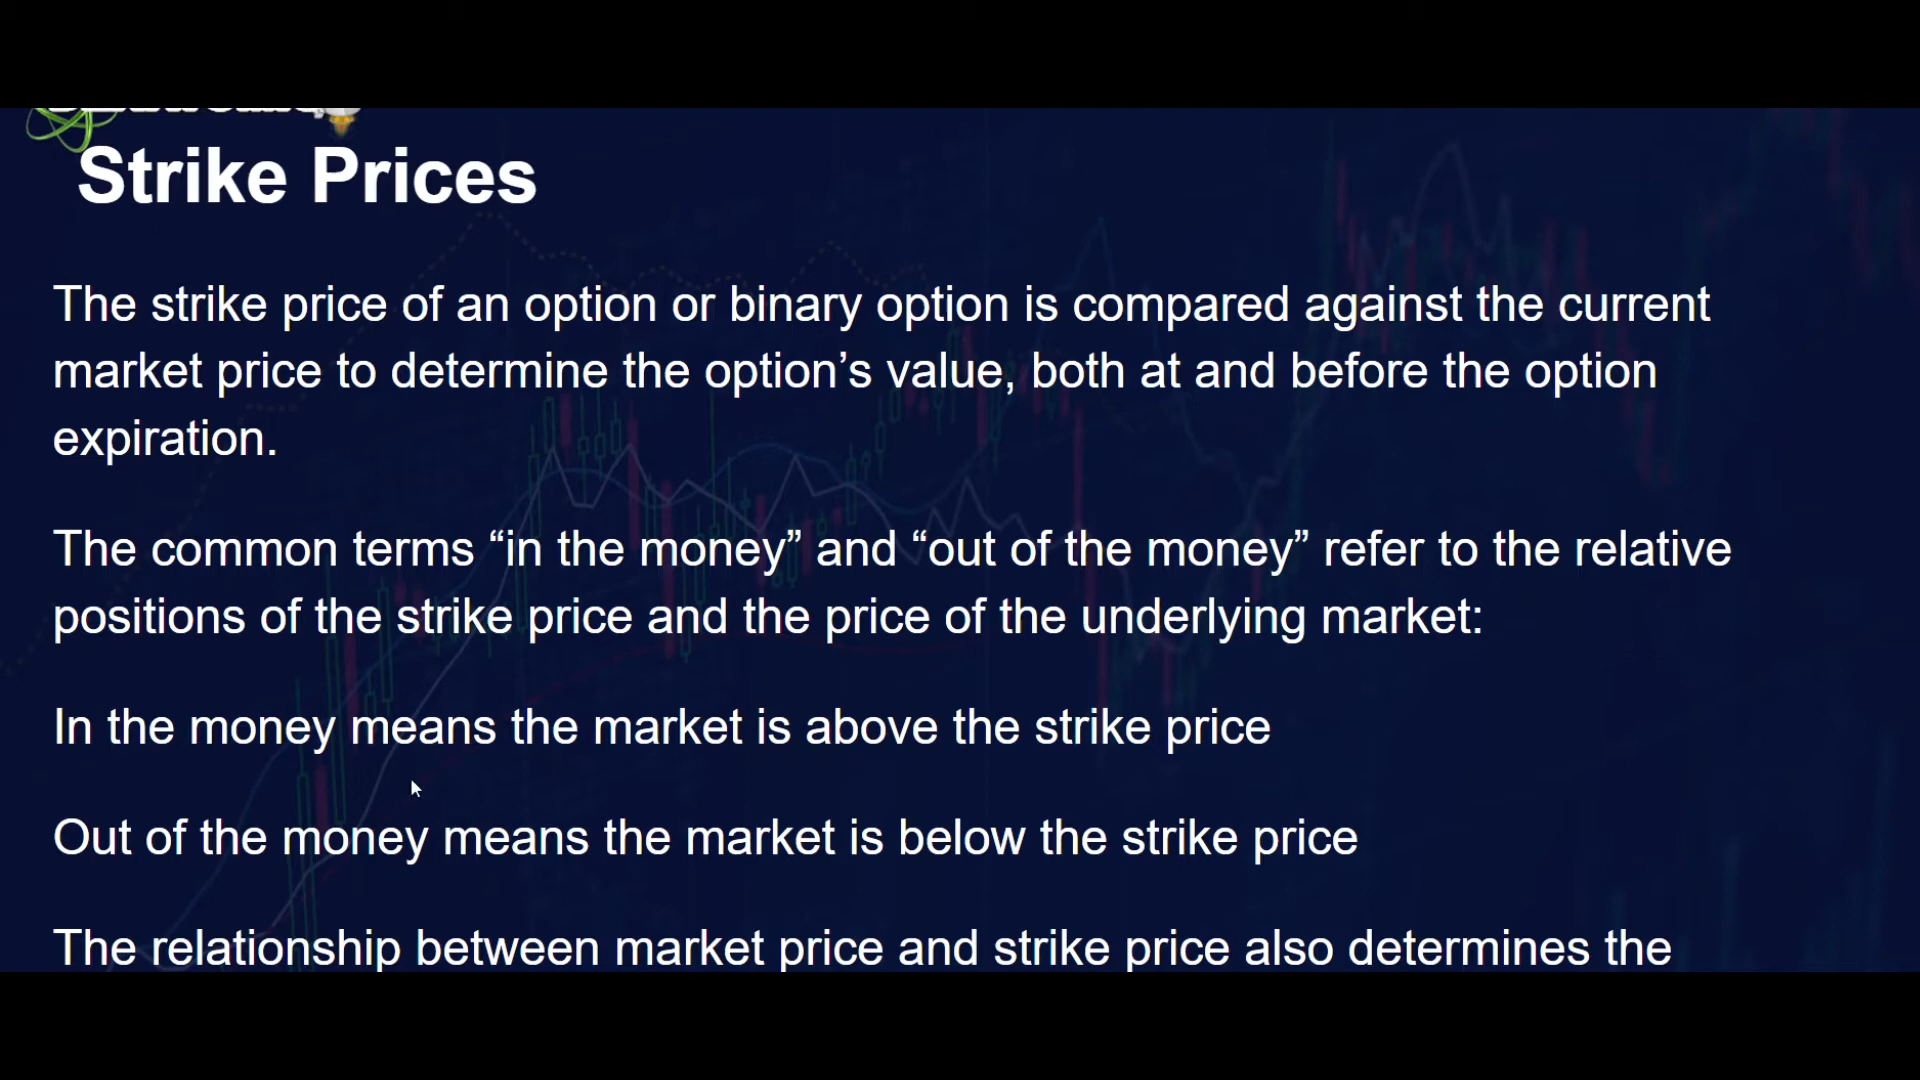 Strike Prices
The strike price of an option or binary option is compared against the current
market price to determine the option’s value, both at and before the option
expiration.
The common terms “in the money” and “out of the money” refer to the relative
positions of the strike price and the price of the underlying market:
In the money means the market is above the strike price
Out of the money means the market is below the strike price
The relationship between market price and strike price also determines the